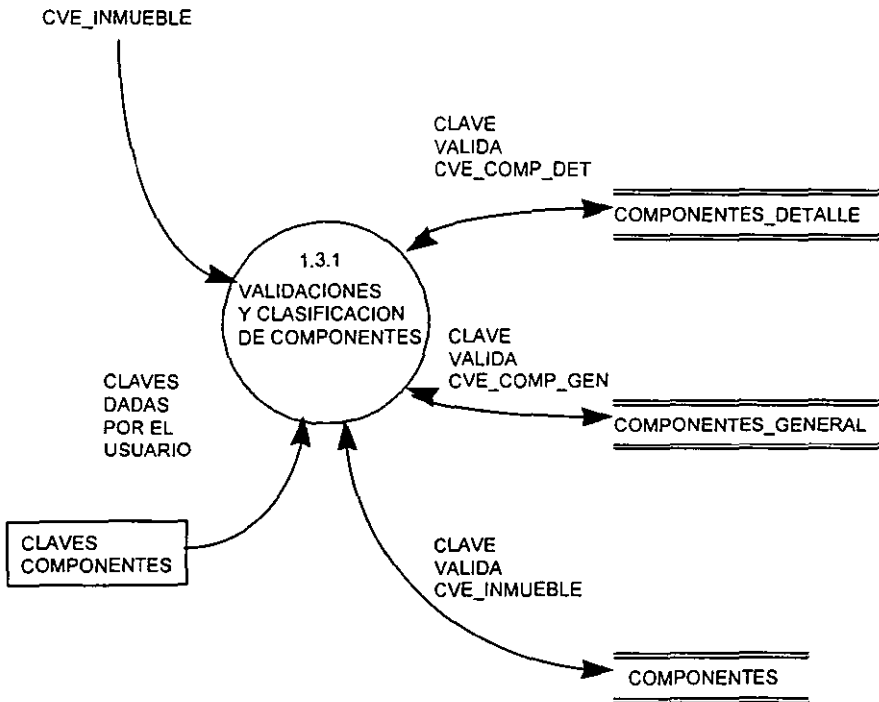 CVE_INMUEBLE
CLAVE
VALIDA
CVE_COMP_DET
COMPONENTES_DETALLE
1.3.1
VALIDACIONES
Y CLASIFICACION
DE COMPONENTES
CLAVE
VALIDA
CVE_COMP_GEN
COMPONENTES_GENERAL
CLAVES
DADAS
POR EL
USUARIO
CLAVES
COMPONENTES
CLAVE
VALIDA
CVE_INMUEBLE
COMPONENTES